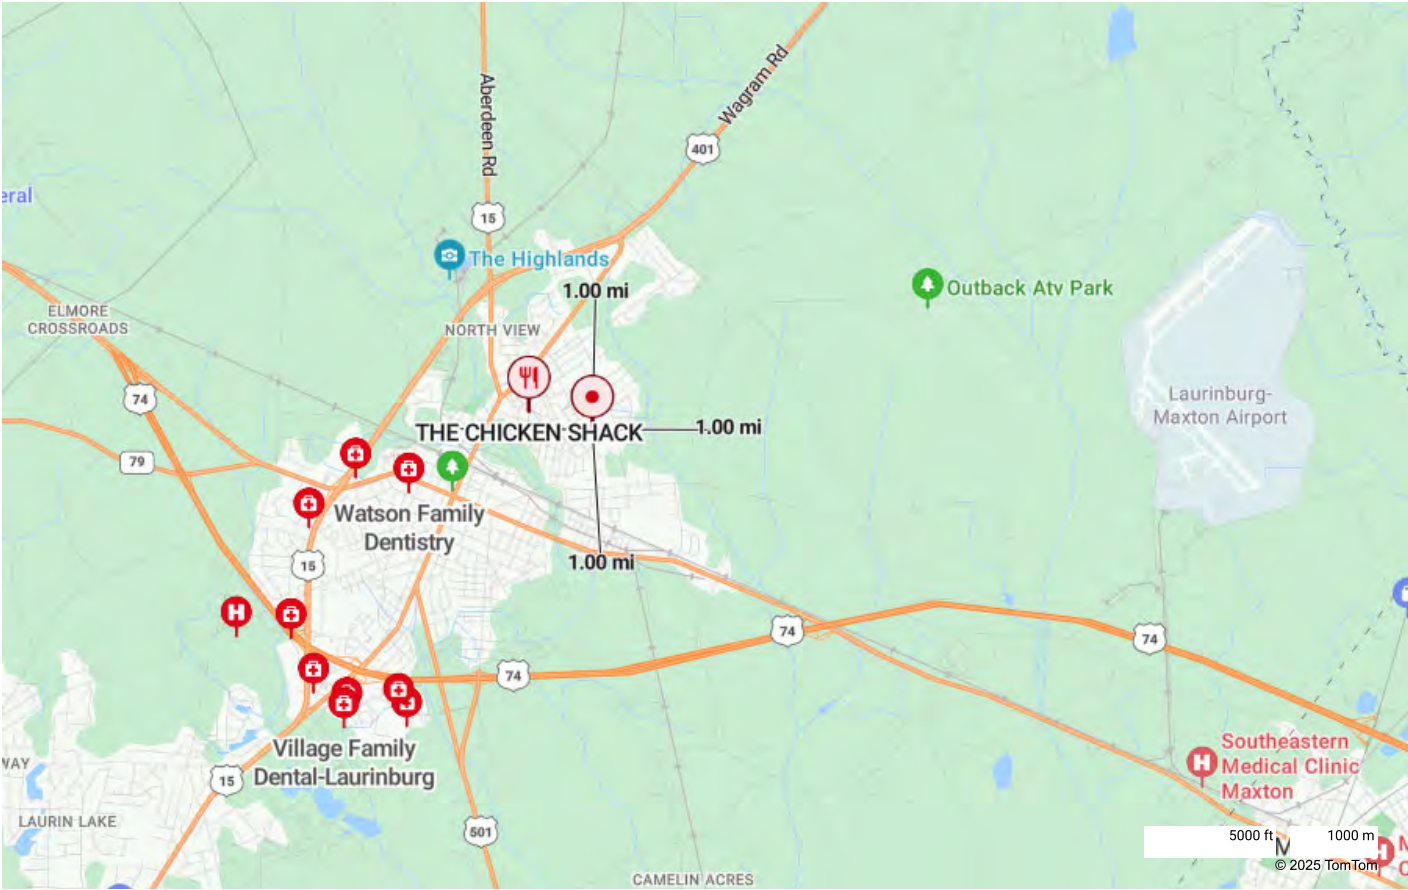 Aberdeen Rd
Wagram Rd
401
15
eral
The Highlands
1.00 mi
Outback Atv Park
ELMORE
CROSSROADS
NORTH VIEW
74
Laurinburg-
Maxton Airport
THE CHICKEN SHACK
1.00 mi
79
Watson Family
Dentistry
15
1.00 mi
H
74
74
74
Village Family
Dental-Laurinburg
15
WAY
LAURIN LAKE
501
CAMELIN ACRES
H
Southeastern
Medical Clinic
Maxton
5000 ft
1000 m
M
H
© 2025 TomTom